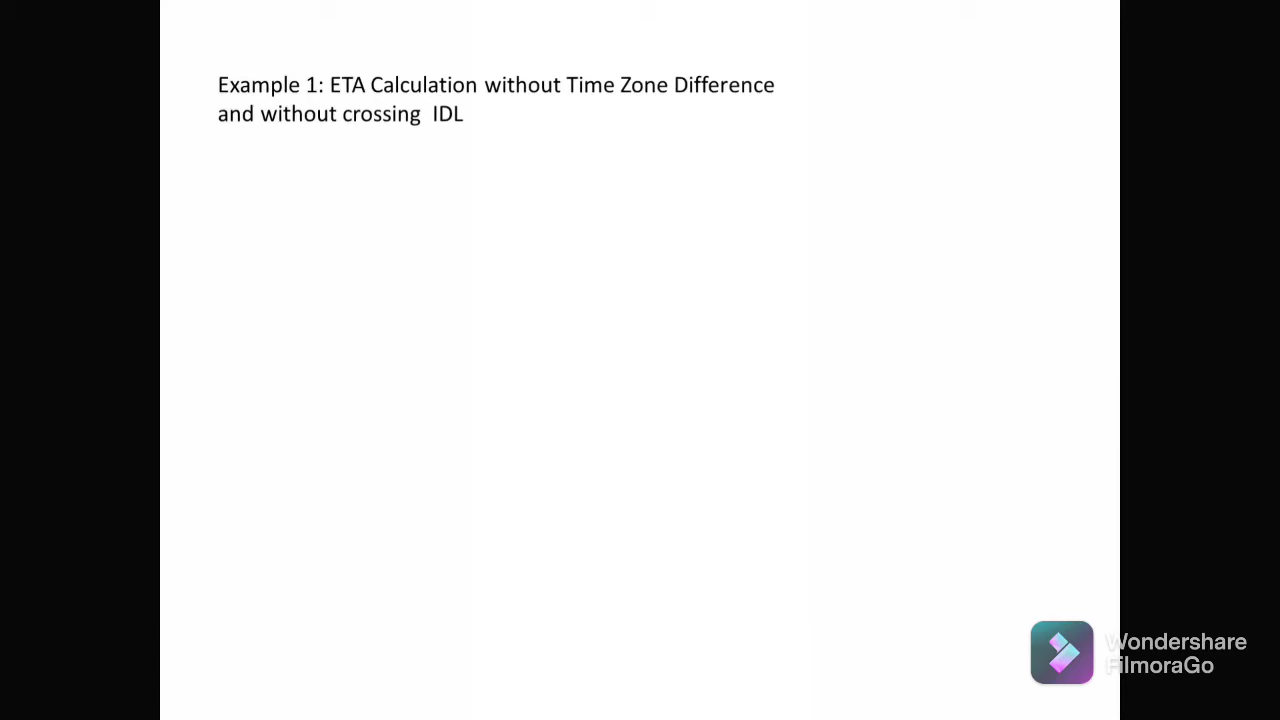 Example 1: ETA Calculation without Time Zone Difference
and without crossing  IDL
Wondershare
FilmoraGo